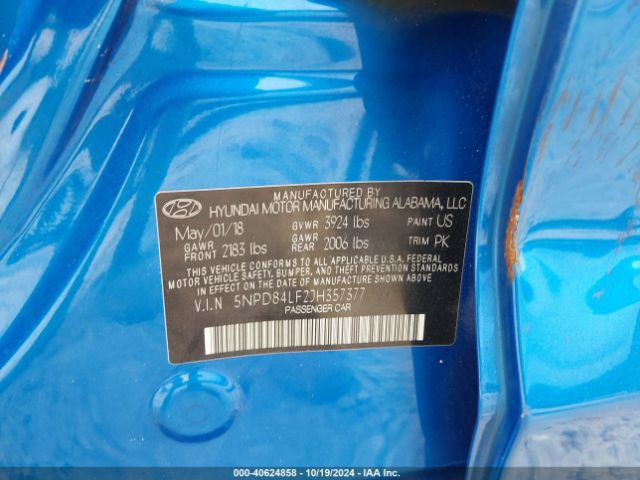 MANUFACTURED BY
HYUNDAI MOTOR MANUFACTURING ALABAMA, LLC
May/01/18 GVWR 3924 lbs PAINT US
GAWR FRONT 2183 lbs GAWR REAR 2006 lbs TRIM PK
THIS VEHICLE CONFORMS TO ALL APPLICABLE U.S.A. FEDERAL
MOTOR VEHICLE SAFETY, BUMPER, AND THEFT PREVENTION
STANDARDS IN EFFECT ON THE DATE OF MANUFACTURE SHOWN ABOVE
V.I.N 5NPD84LF2JH357377
PASSENGER CAR
000-40624858 - 10/19/2024 - IAA Inc.